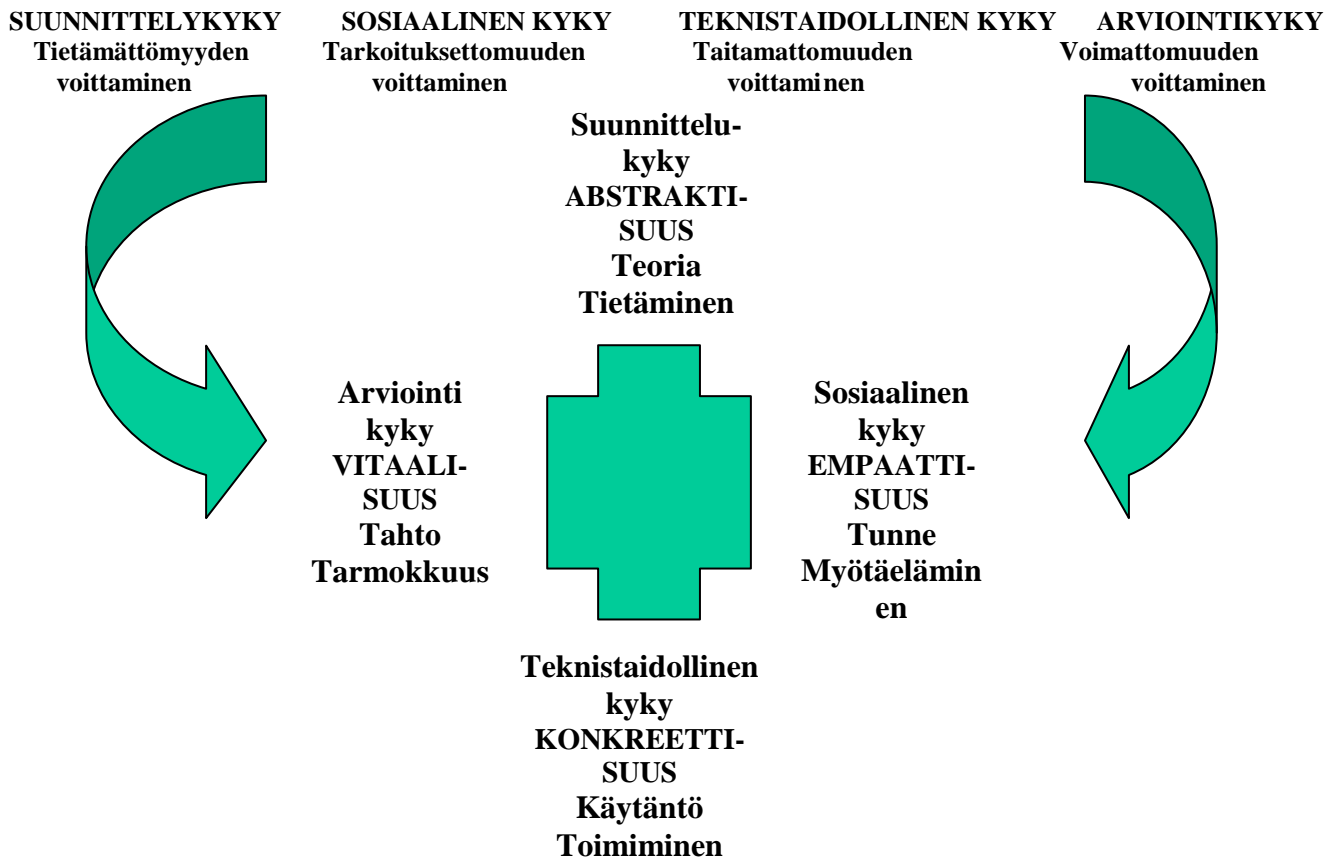 SUUNNITTELYKYKY SOSIAALINEN KYKY TEKNISTAIDOLLINEN KYKY ARVIOINTIKYKY
Tietämättömyyden Tarkoituksettomuuden Taitamattomuuden Voimattomuuden
voittaminen voittaminen voittaminen voittaminen
Suunnittelu-
kyky
ABSTRAKTI-
SUUS
Teoria
Tietäminen
Arviointi
kyky
VITAALI-
SUUS
Tahto
Tarmokkuus
Sosiaalinen
kyky
EMPAATTI-
SUUS
Tunne
Myötäelämin
en
Teknistaidollinen
kyky
KONKREETTI-
SUUS
Käytäntö
Toimiminen